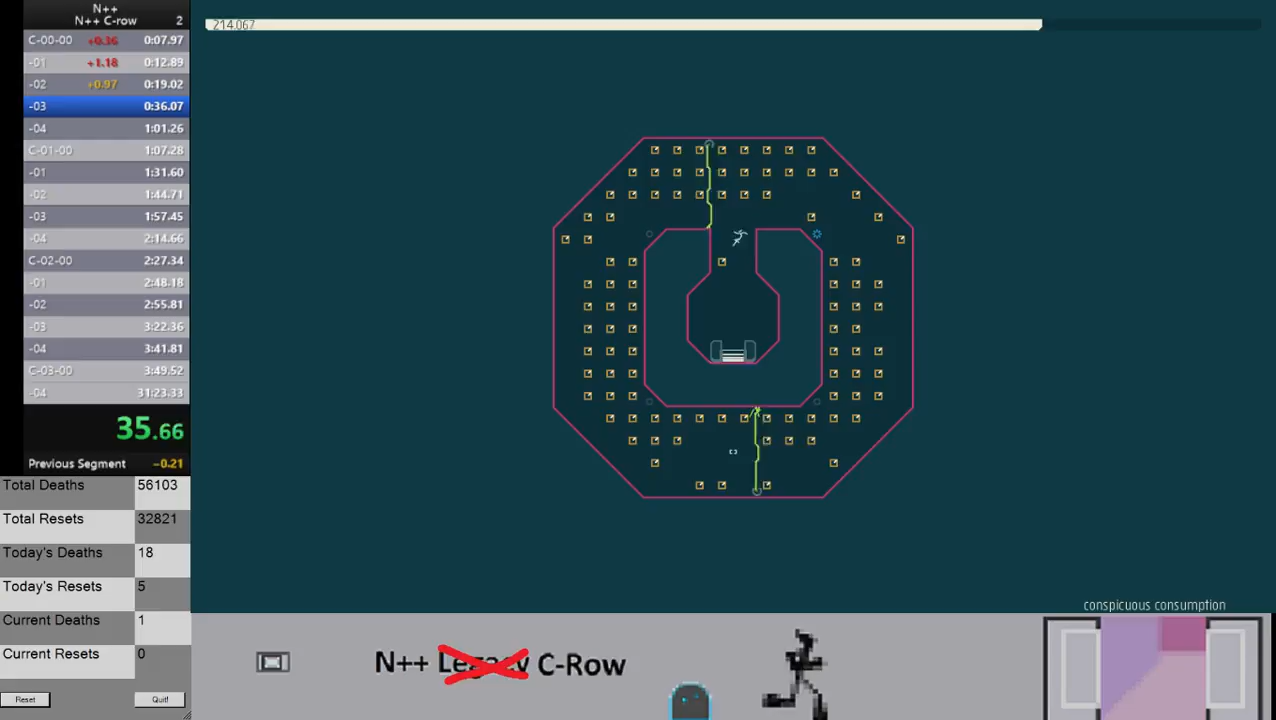 N++
N++ C-row 2
C-00-00 +0.36 0:07.97
-01 +1.18 0:12.89
-02 +0.97 0:19.02
-03 0:36.07
-04 1:01.26
C-01-00 1:07.28
-01 1:31.60
-02 1:44.71
-03 1:57.45
-04 2:14.66
C-02-00 2:27.34
-01 2:48.18
-02 2:55.81
-03 3:22.36
-04 3:41.81
C-03-00 3:49.52
-04 31:23.33
35.66
Previous Segment -0.21
Total Deaths 56103
Total Resets 32821
Today's Deaths 18
Today's Resets 5
Current Deaths 1
Current Resets 0
Reset Quit!
214.067
conspicuous consumption
N++ Legacy C-Row